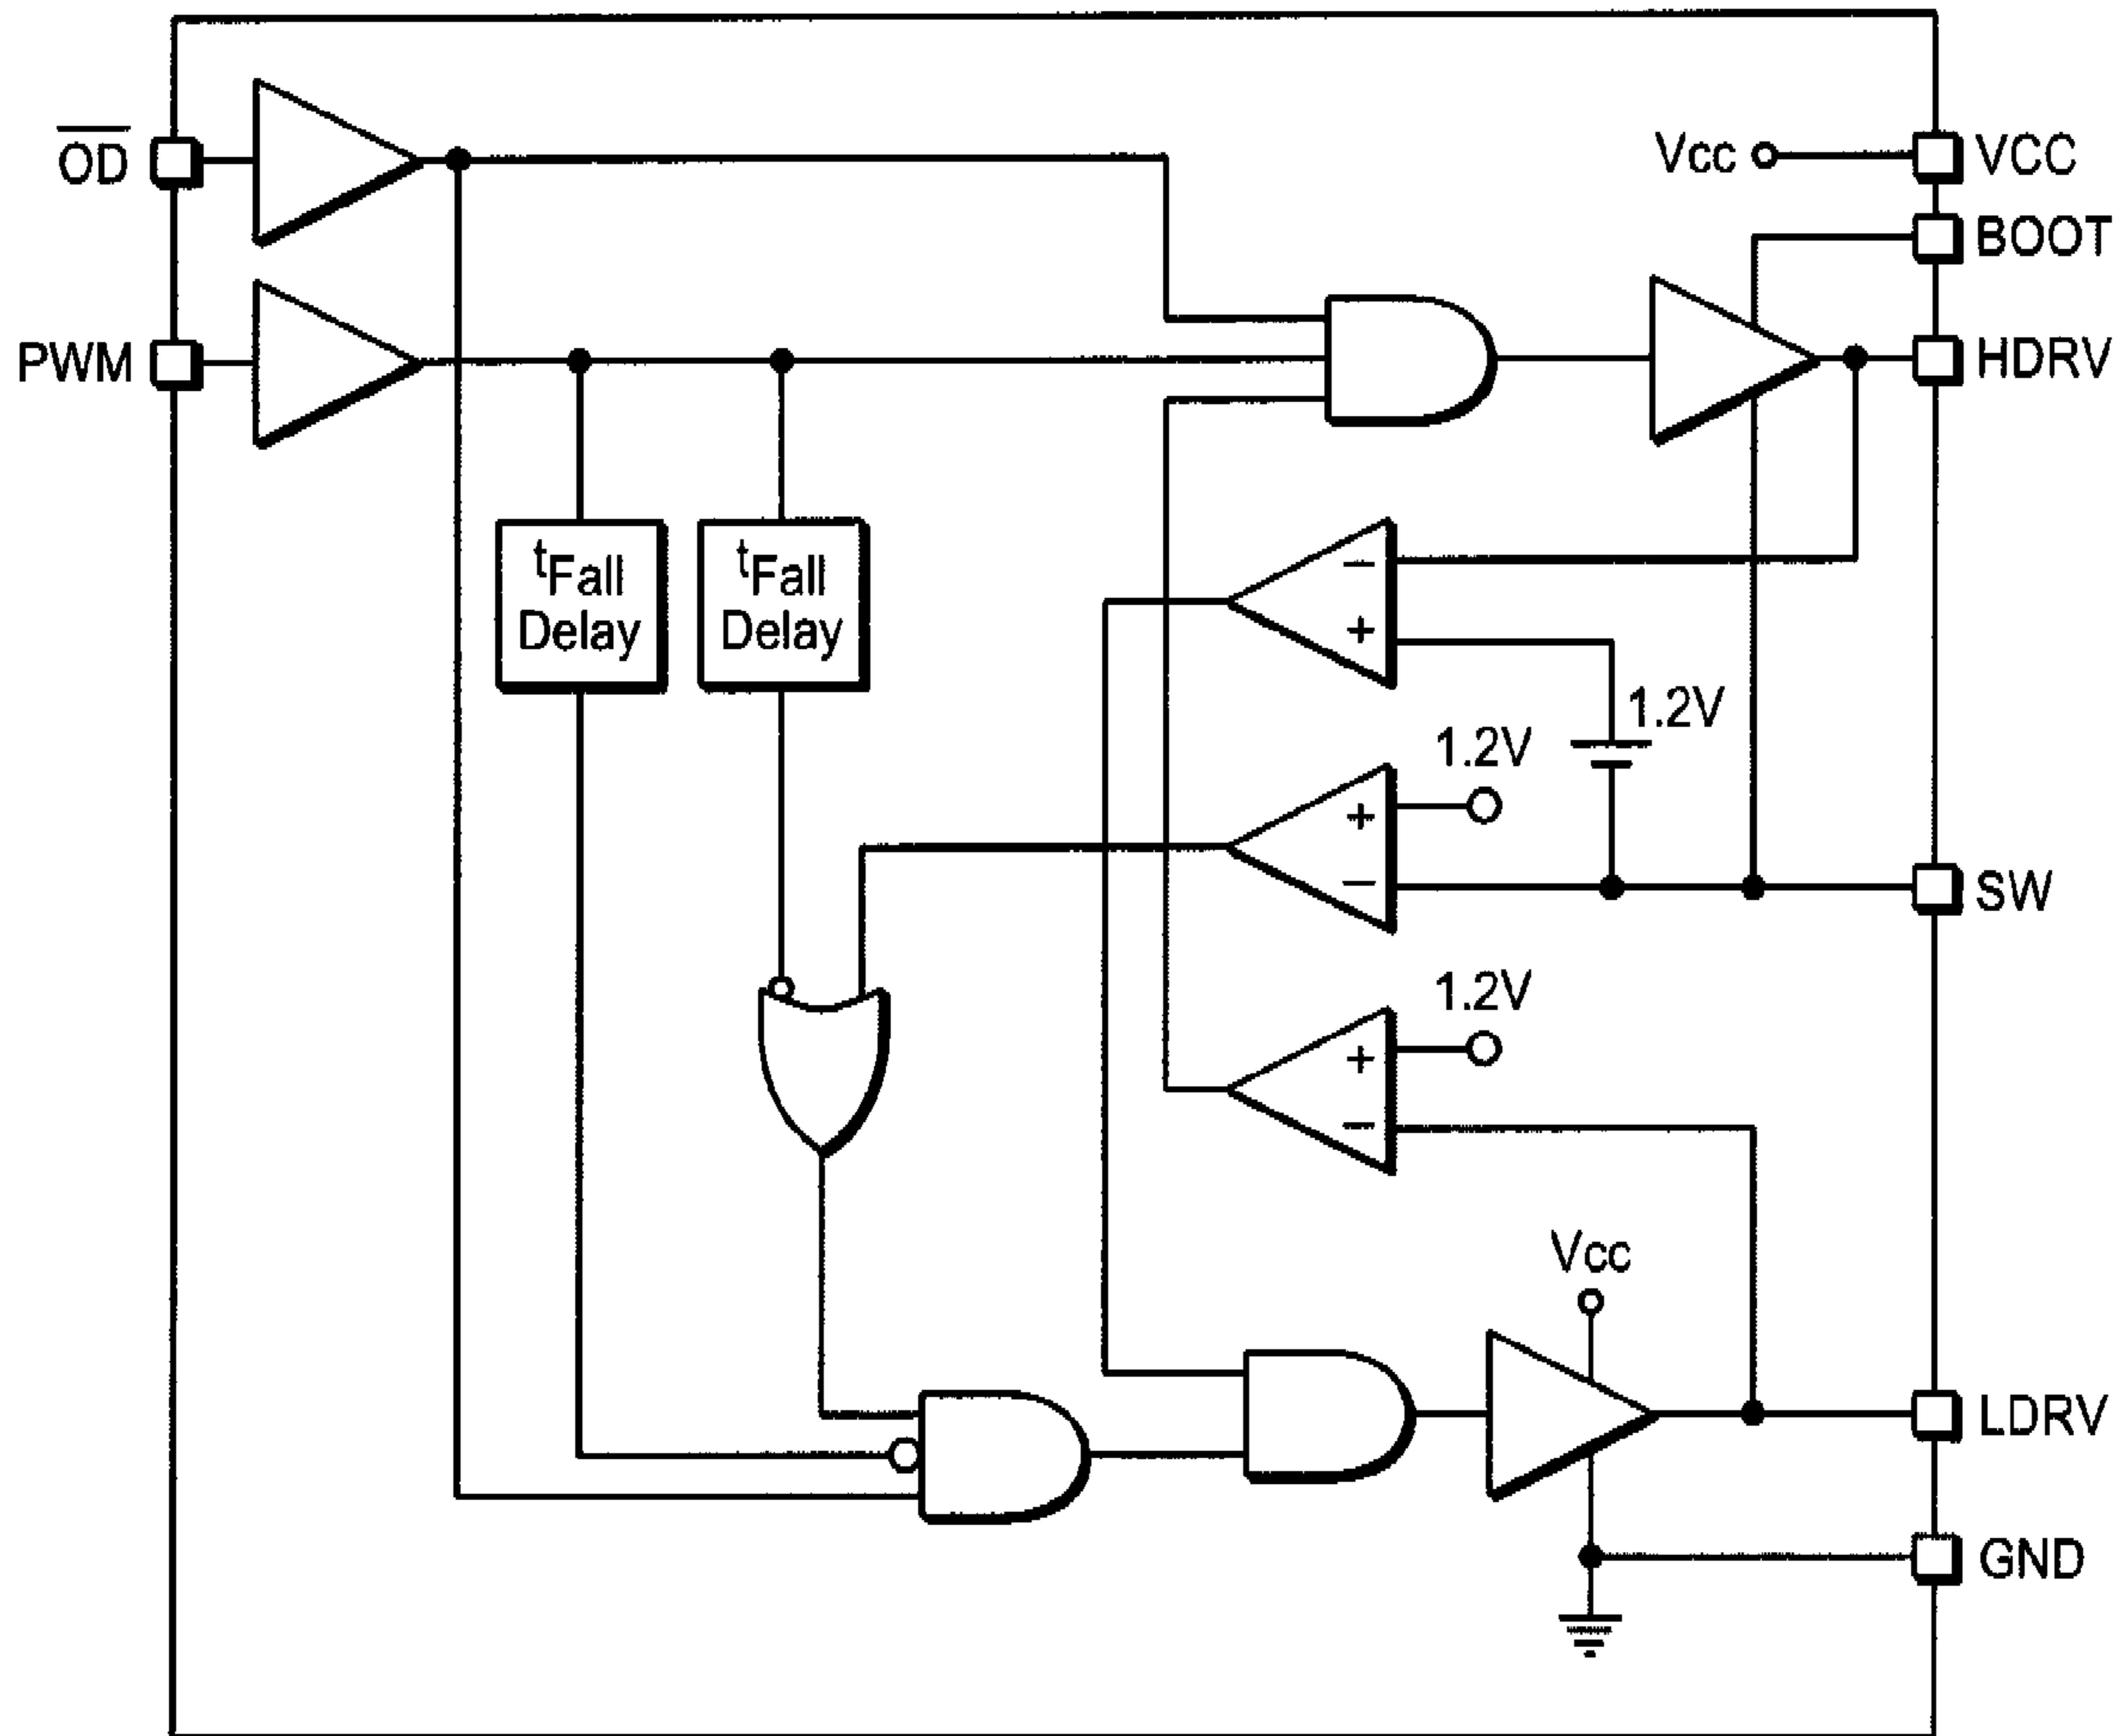 OD
Vcc
VCC
BOOT
PWM
HDRV
tFall
Delay
tFall
Delay
−
+
1.2V
1.2V
+
−
SW
1.2V
+
−
Vcc
LDRV
GND